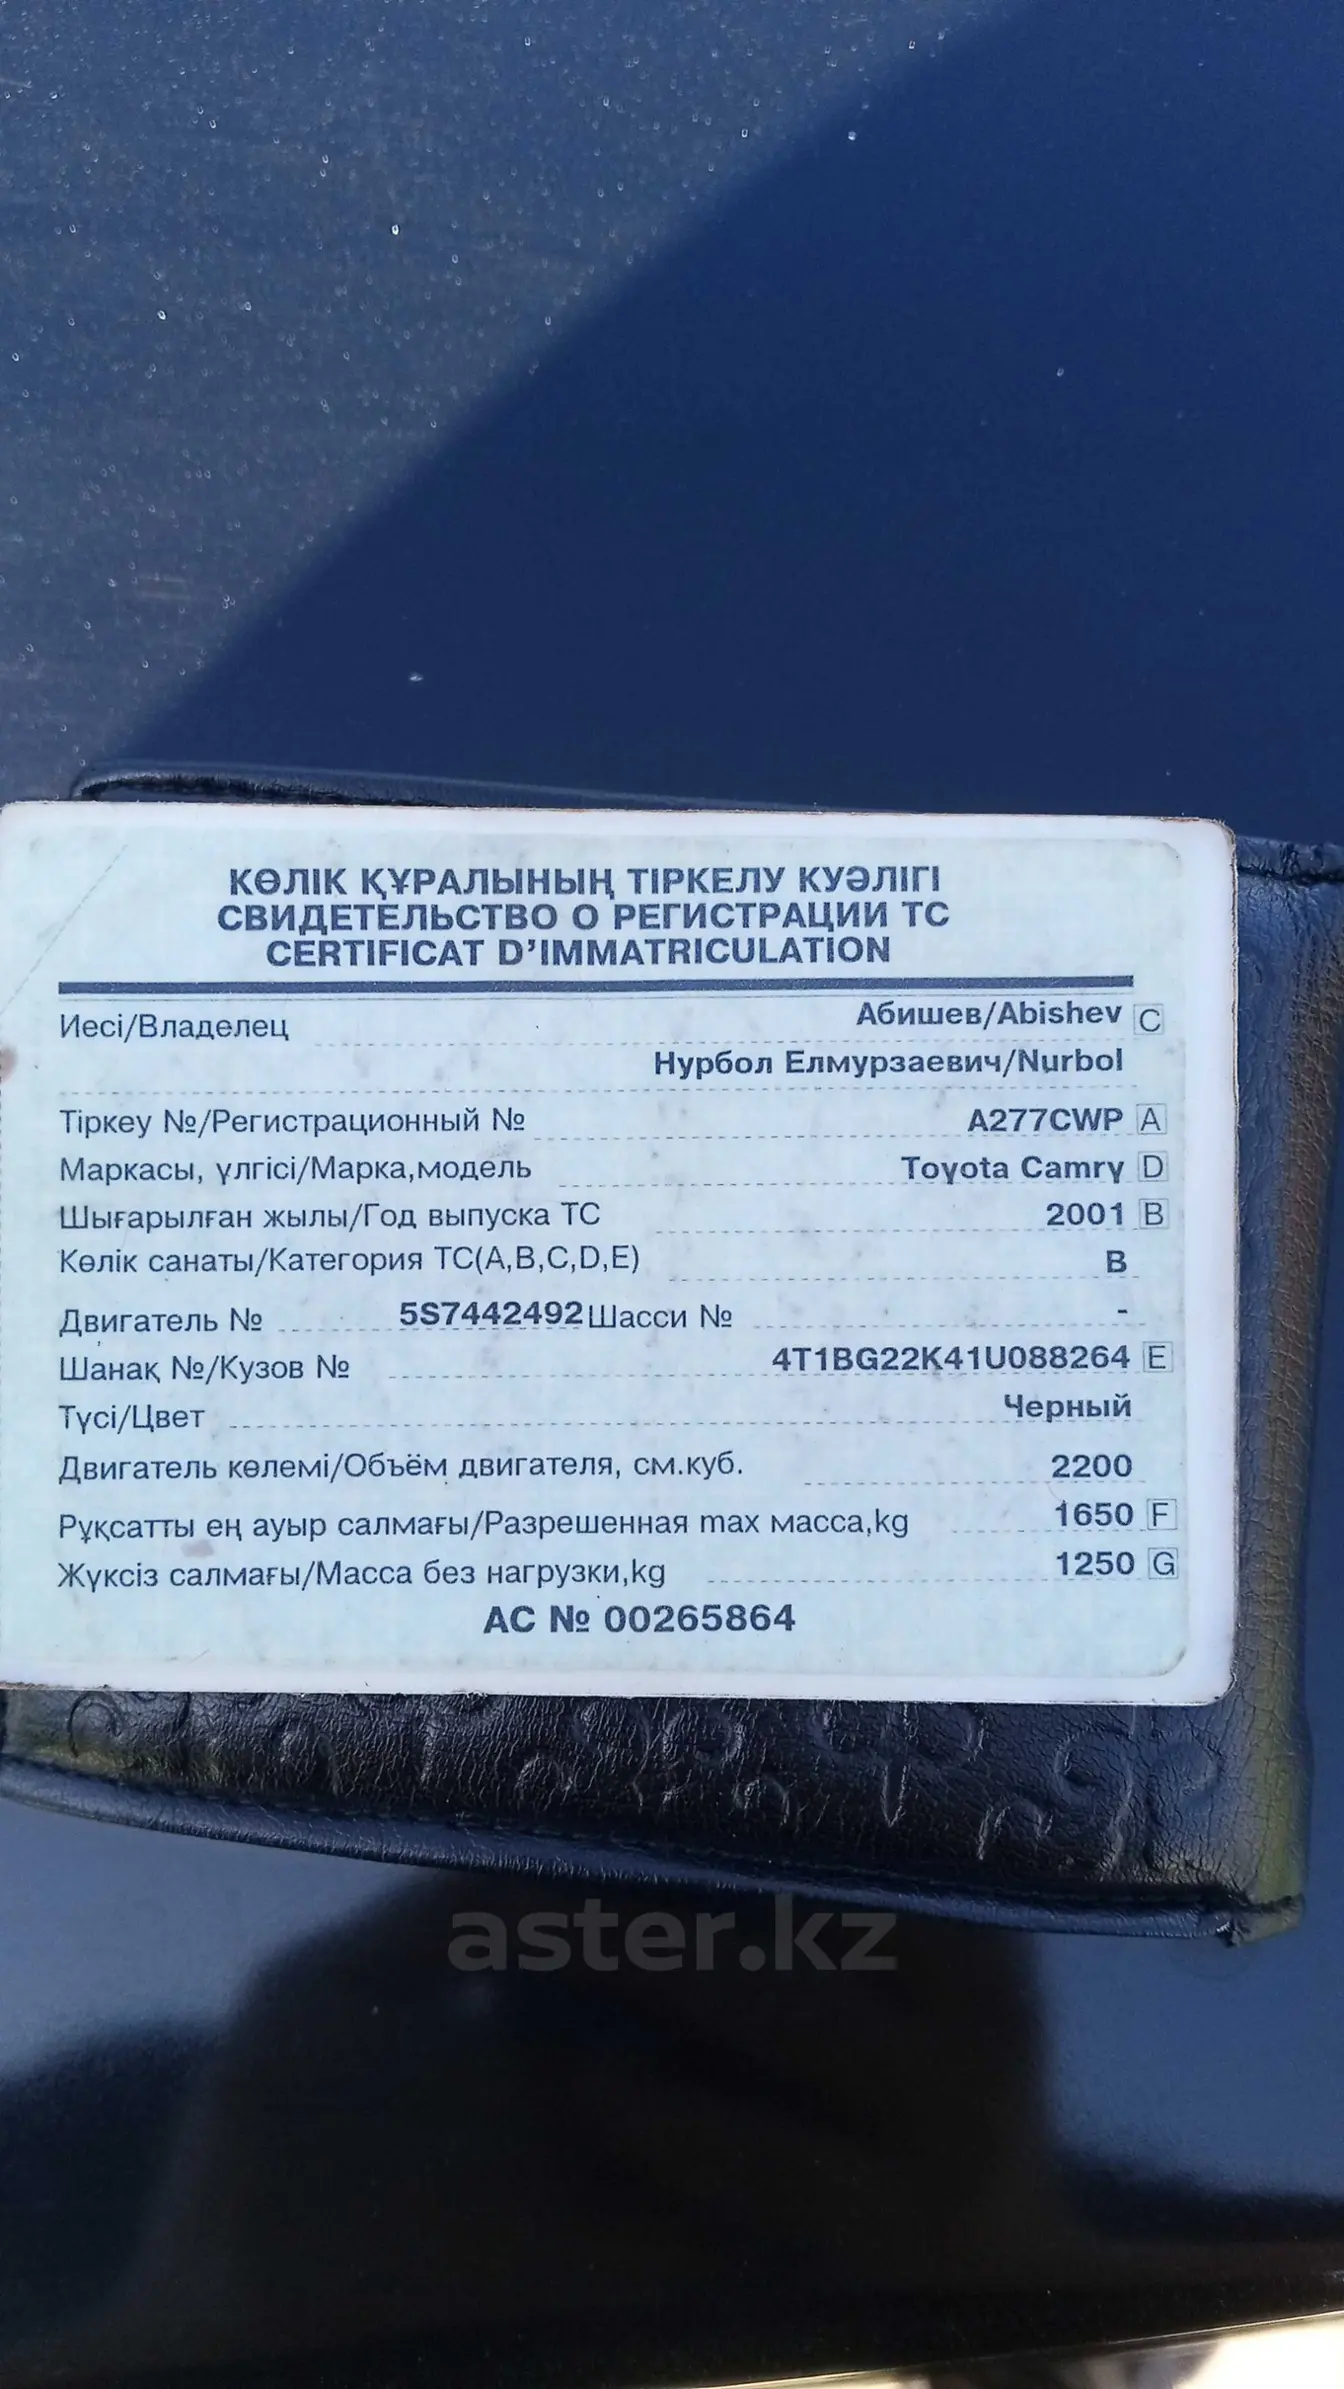 КӨЛІК ҚҰРАЛЫНЫҢ ТІРКЕЛУ КУӘЛІГІ
СВИДЕТЕЛЬСТВО О РЕГИСТРАЦИИ ТС
CERTIFICAT D'IMMATRICULATION
Иесі/Владелец Абишев/Abishev C
Нурбол Елмурзаевич/Nurbol
Тіркеу №/Регистрационный № A277CWP A
Маркасы, үлгісі/Марка,модель Toyota Camry D
Шығарылған жылы/Год выпуска ТС 2001 B
Көлік санаты/Категория ТС(A,B,C,D,E) B
Двигатель № 5S7442492 Шасси № -
Шанақ №/Кузов № 4T1BG22K41U088264 E
Түсі/Цвет Черный
Двигатель көлемі/Объём двигателя, см.куб. 2200
Рұқсатты ең ауыр салмағы/Разрешенная max масса,kg 1650 F
Жүксіз салмағы/Масса без нагрузки,kg 1250 G
АС № 00265864
aster.kz